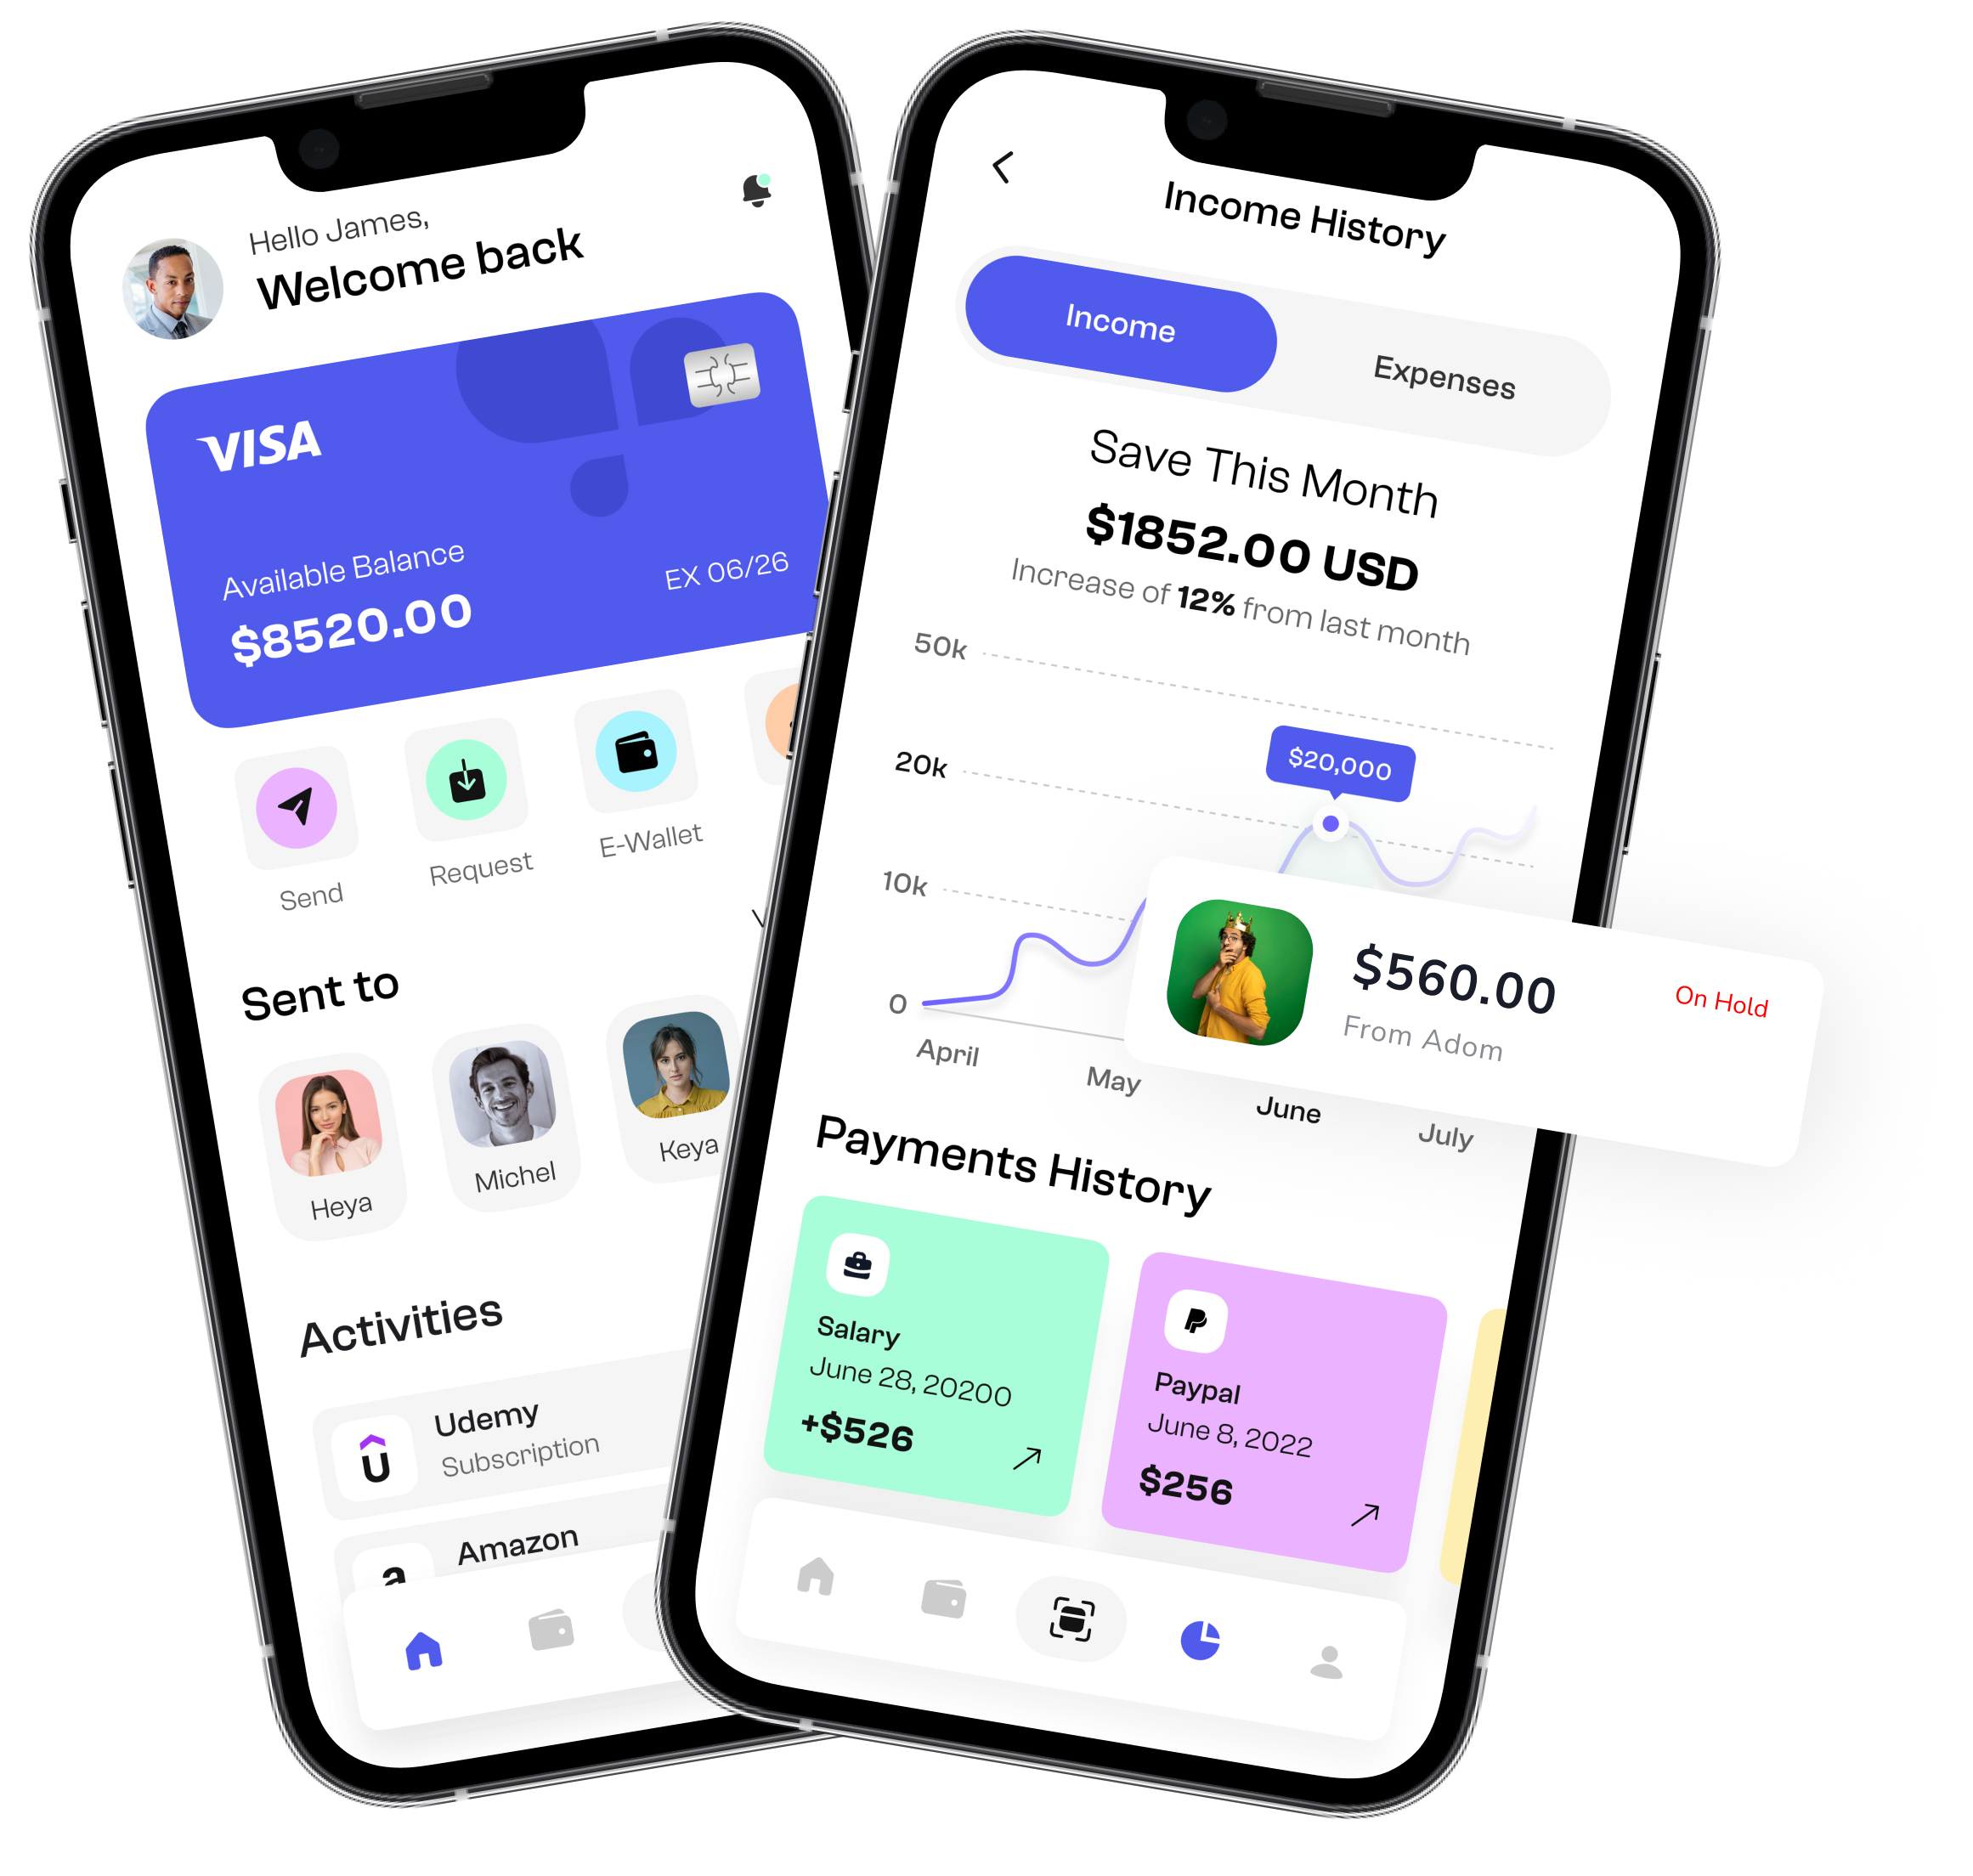 Hello James,
Welcome back
VISA
Available Balance
$8520.00
EX 06/26
Send
Request
E-Wallet
Sent to
Heya
Michel
Keya
Activities
Udemy
Subscription
Amazon
Income History
Income
Expenses
Save This Month
$1852.00 USD
Increase of 12% from last month
50k
20k
10k
0
$20,000
April
May
June
July
$560.00
From Adom
On Hold
Payments History
Salary
June 28, 20200
+$526
Paypal
June 8, 2022
$256